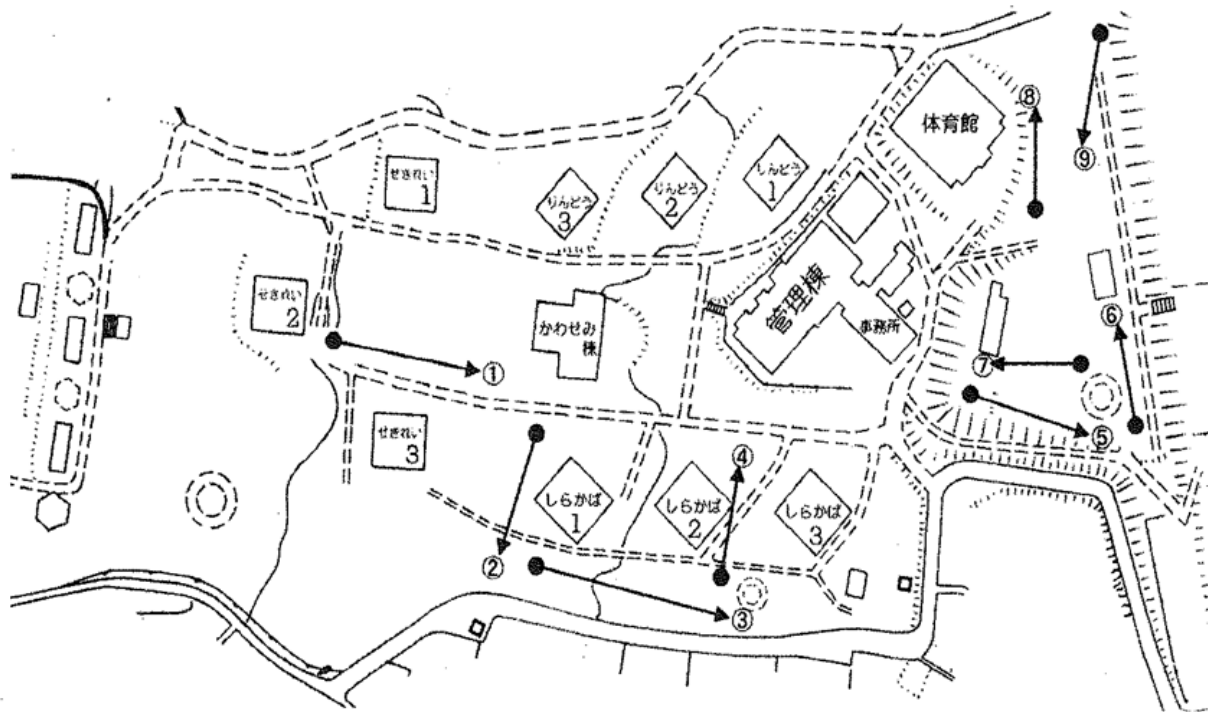 ⑧
体育館
⑨
せきれい
1
りんどう
3
りんどう
2
しんどう
1
せきれい
2
かわせみ
棟
管理棟
事務所
⑥
⑦
①
せきれい
3
⑤
④
しらかば
1
しらかば
2
しらかば
3
②
③